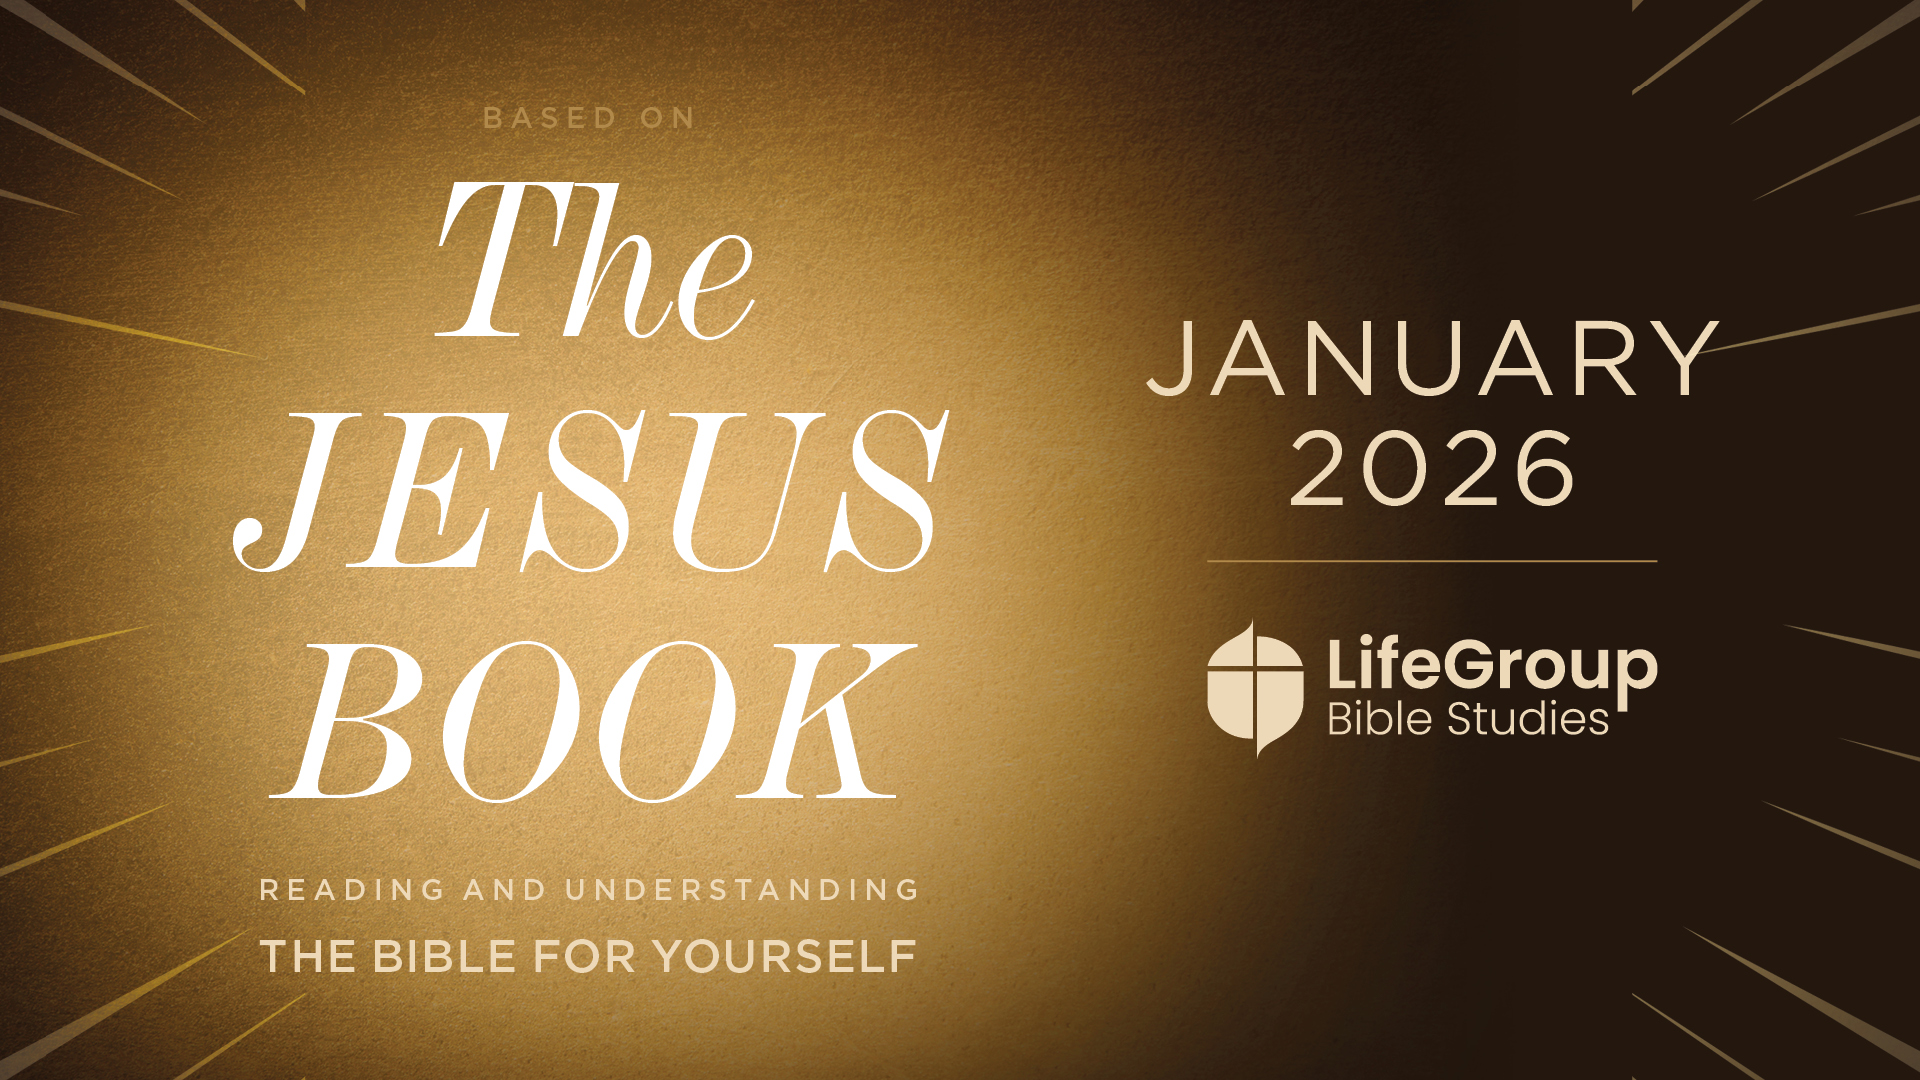 BASED ON
The
JESUS
BOOK
READING AND UNDERSTANDING
THE BIBLE FOR YOURSELF
JANUARY
2026
LifeGroup
Bible Studies